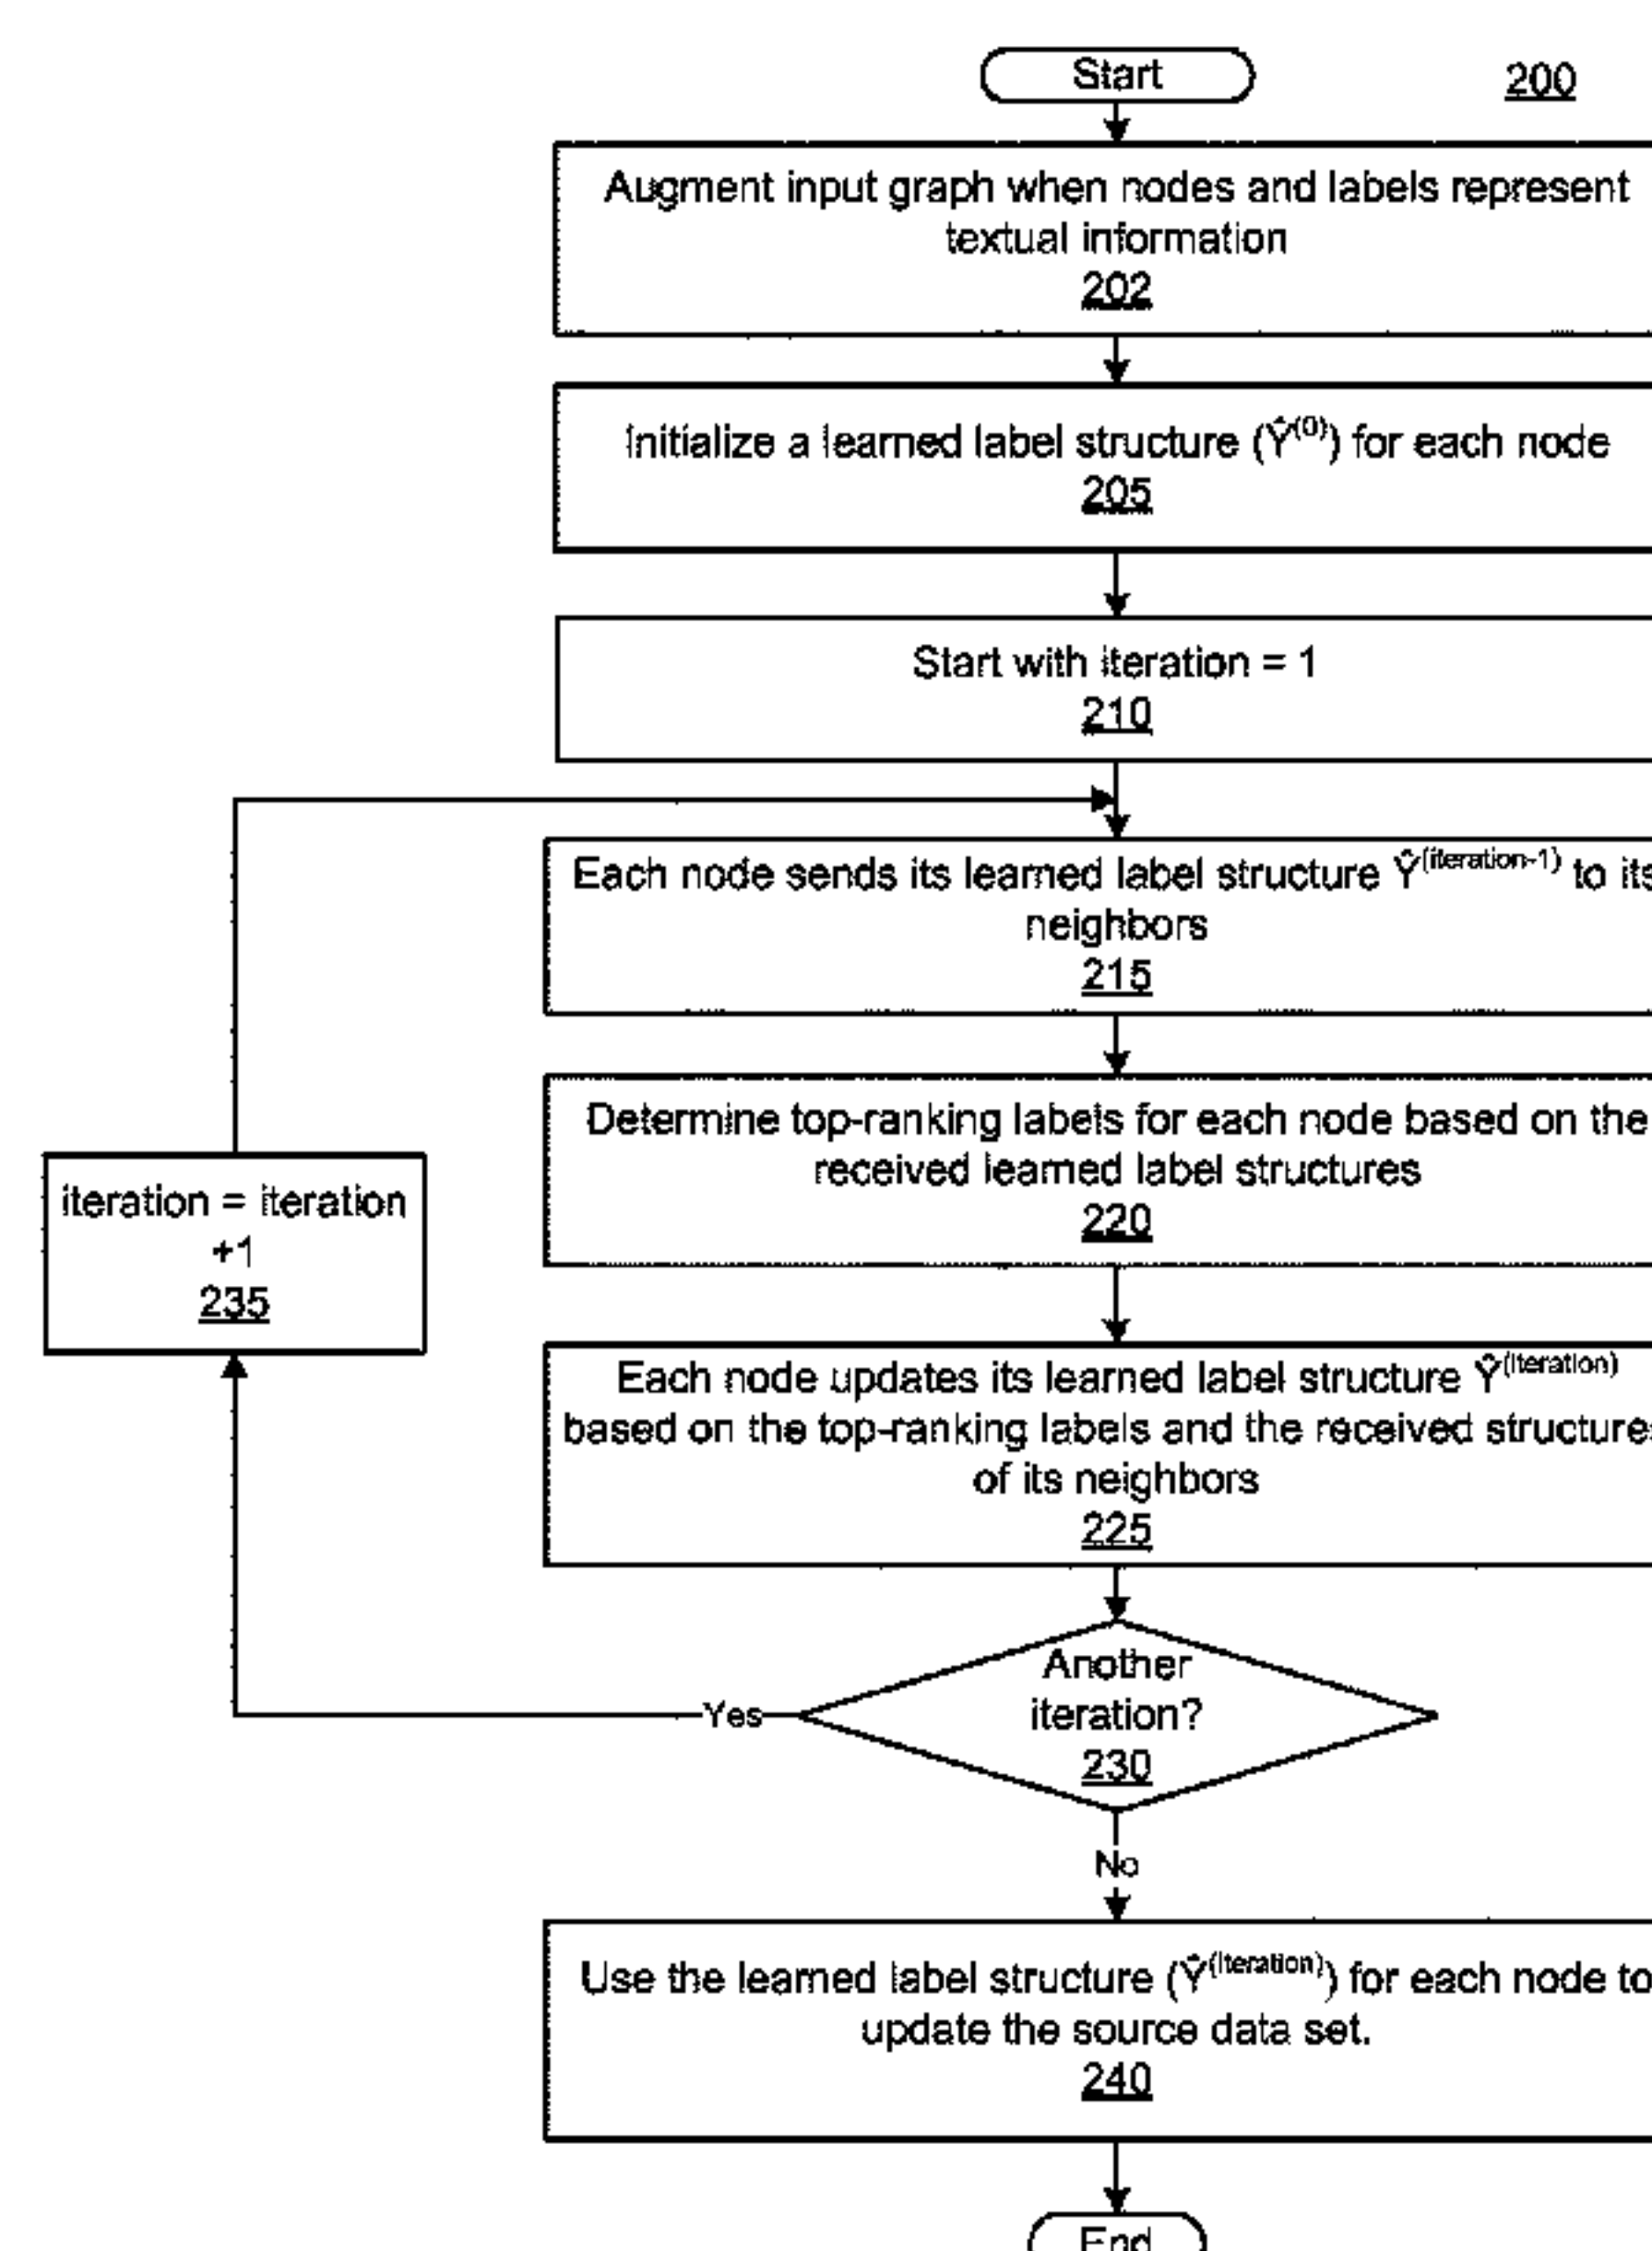 Start
200
Augment input graph when nodes and labels represent
textual information
202
Initialize a learned label structure (Ŷ⁽⁰⁾) for each node
205
Start with iteration = 1
210
Each node sends its learned label structure Ŷ⁽ⁱᵗᵉʳᵃᵗⁱᵒⁿ⁻¹⁾ to its
neighbors
215
Determine top-ranking labels for each node based on the
received learned label structures
220
iteration = iteration
+1
235
Each node updates its learned label structure Ŷ⁽ⁱᵗᵉʳᵃᵗⁱᵒⁿ⁾
based on the top-ranking labels and the received structures
of its neighbors
225
Another
iteration?
230
Yes
No
Use the learned label structure (Ŷ⁽ⁱᵗᵉʳᵃᵗⁱᵒⁿ⁾) for each node to
update the source data set.
240
End